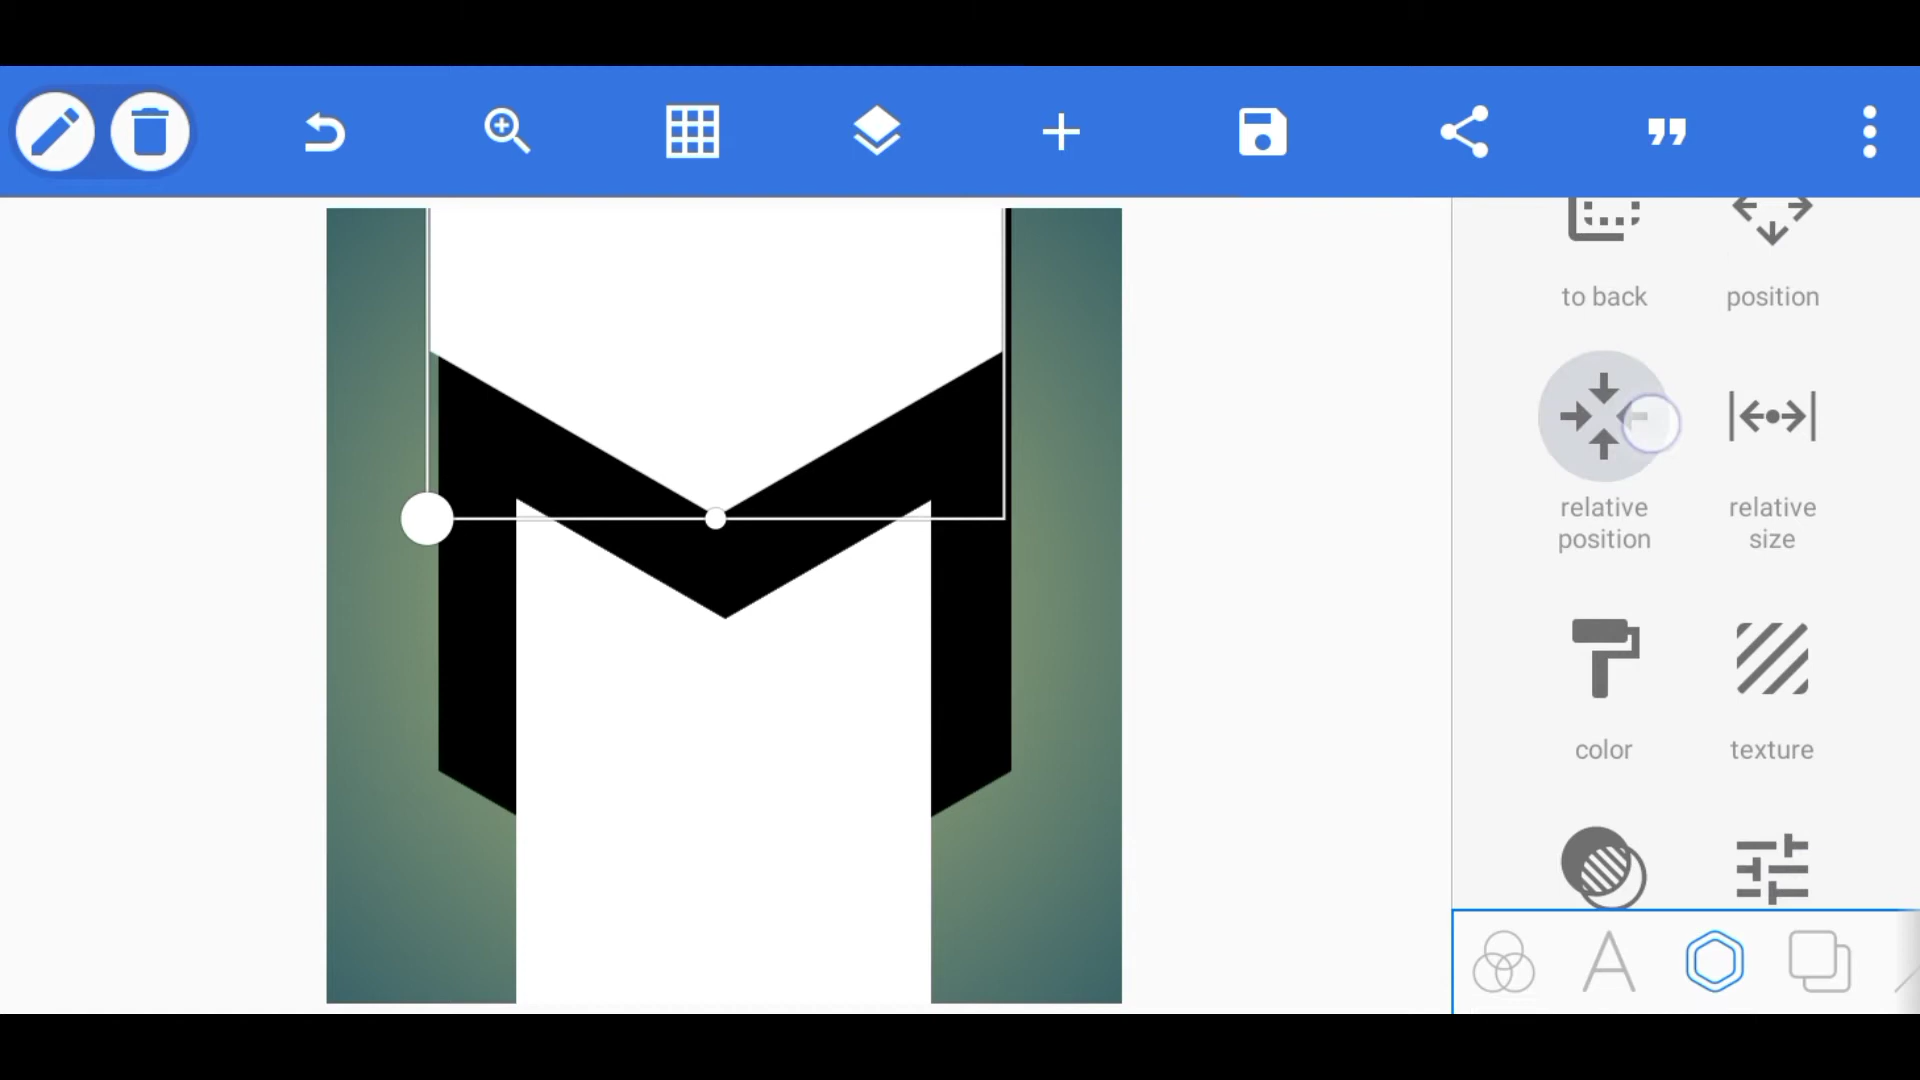 to back
position
relative
position
relative
size
color
texture